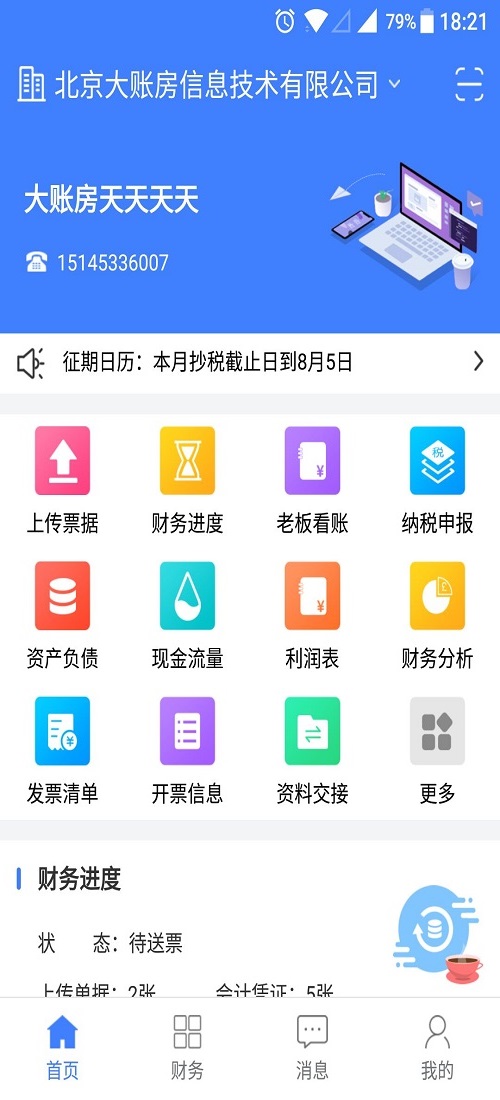 79% 18:21
北京大账房信息技术有限公司
大账房天天天天
15145336007
征期日历：本月抄税截止日到8月5日
上传票据 财务进度 老板看账 纳税申报
税
资产负债 现金流量 利润表 财务分析
发票清单 开票信息 资料交接 更多
财务进度
状 态：待送票
上传单据：2张 会计凭证：5张
首页 财务 消息 我的